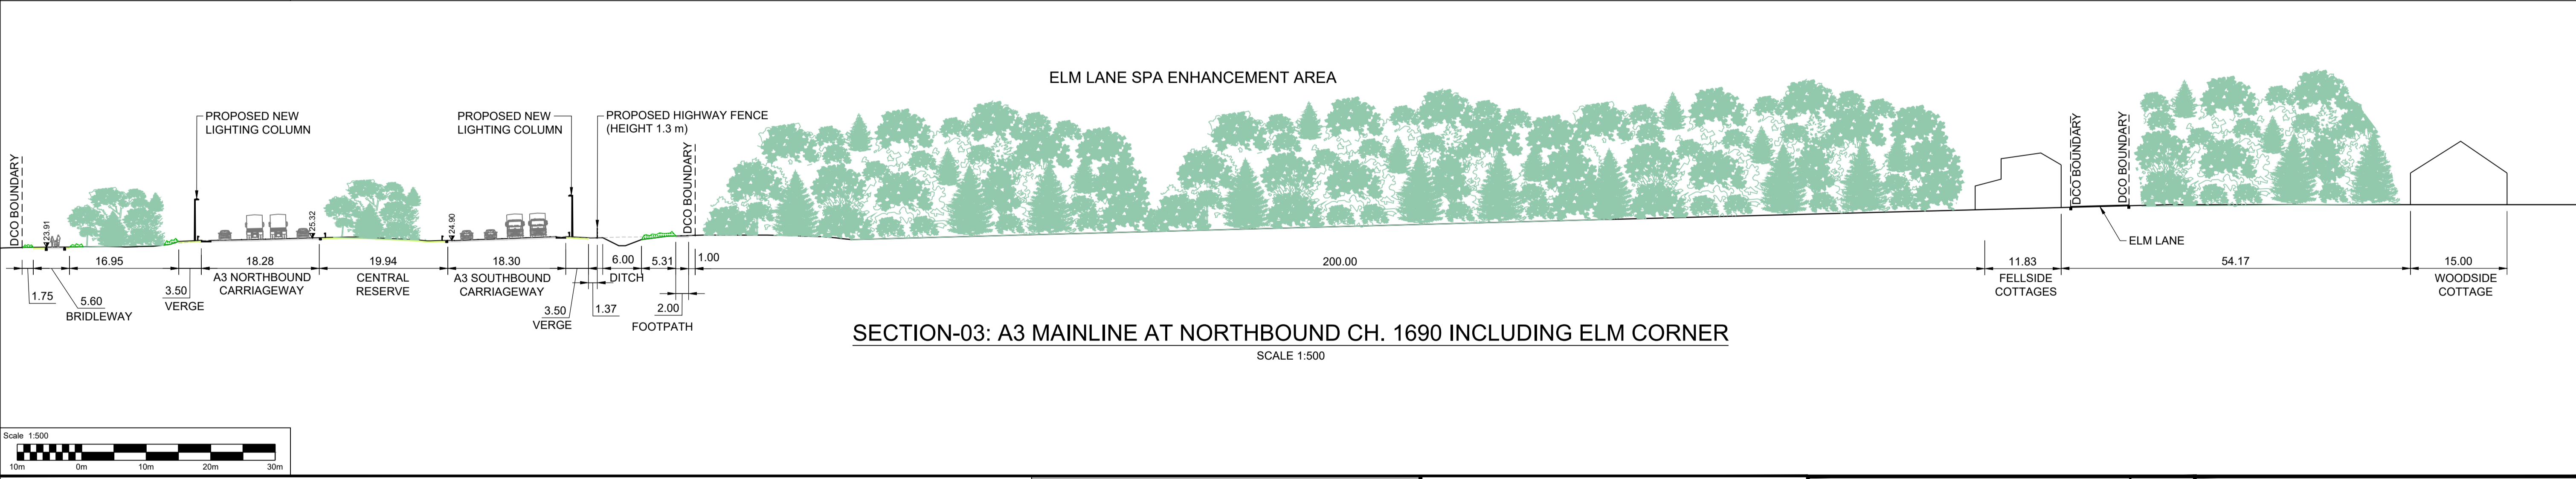 ELM LANE SPA ENHANCEMENT AREA
PROPOSED NEW
LIGHTING COLUMN
PROPOSED NEW
LIGHTING COLUMN
PROPOSED HIGHWAY FENCE
(HEIGHT 1.3 m)
DCO BOUNDARY
DCO BOUNDARY
DCO BOUNDARY
DCO BOUNDARY
23.91
25.32
24.90
ELM LANE
16.95
18.28
19.94
18.30
6.00
5.31
1.00
200.00
11.83
54.17
15.00
A3 NORTHBOUND
CARRIAGEWAY
CENTRAL
RESERVE
A3 SOUTHBOUND
CARRIAGEWAY
DITCH
FELLSIDE
COTTAGES
WOODSIDE
COTTAGE
1.75
5.60
BRIDLEWAY
3.50
VERGE
3.50
VERGE
1.37
2.00
FOOTPATH
SECTION-03: A3 MAINLINE AT NORTHBOUND CH. 1690 INCLUDING ELM CORNER
SCALE 1:500
Scale 1:500
10m 0m 10m 20m 30m